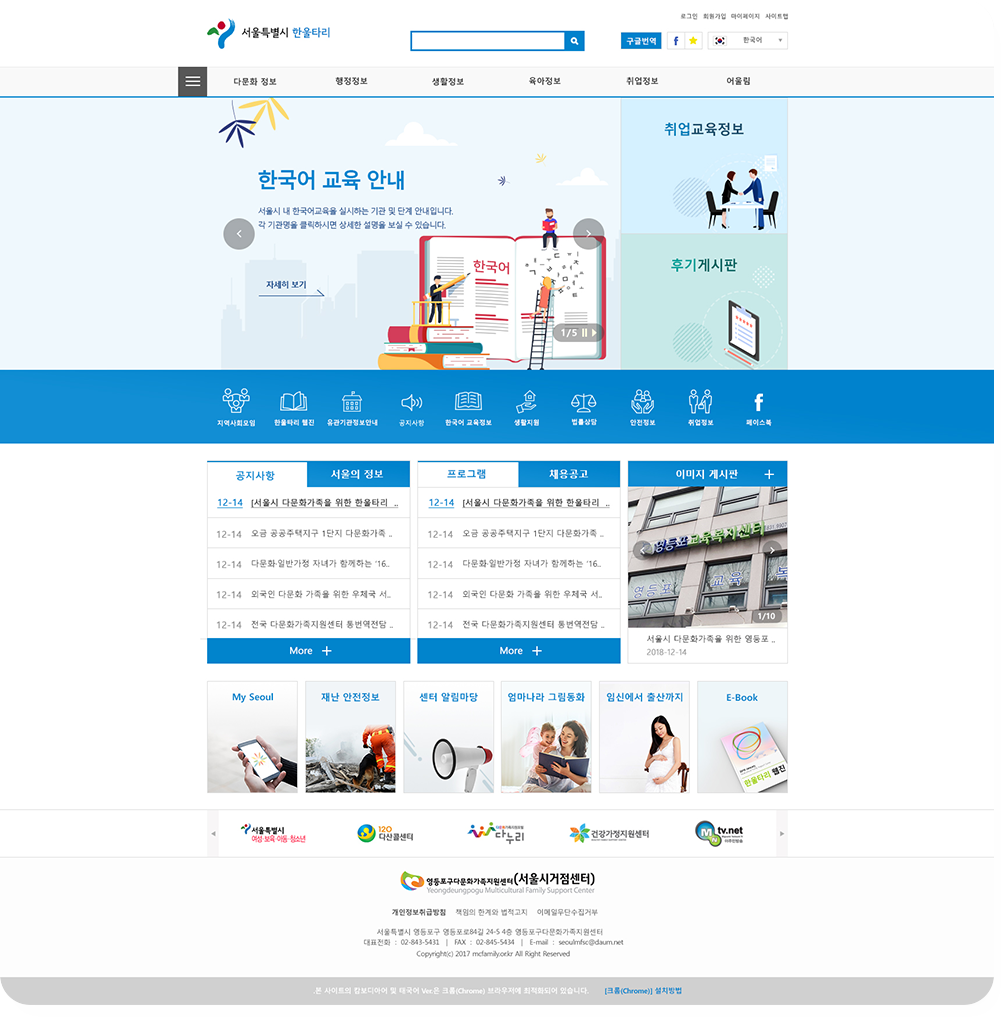 로그인 회원가입 마이페이지 사이트맵
서울특별시 한울타리
구글번역
한국어
다문화 정보 행정정보 생활정보 육아정보 취업정보 어울림
한국어 교육 안내
서울시 내 한국어교육을 실시하는 기관 및 단계 안내입니다.
각 기관명을 클릭하시면 상세한 설명을 보실 수 있습니다.
자세히 보기
한국어
1/5
취업교육정보
후기게시판
지역사회모임 한울타리 웹진 유관기관정보안내 공지사항 한국어 교육정보 생활지원 법률상담 안전정보 취업정보 페이스북
공지사항 서울의 정보
12-14 [서울시 다문화가족을 위한 한울타리 ..
12-14 오금 공공주택지구 1단지 다문화가족 ..
12-14 다문화·일반가정 자녀가 함께하는 '16..
12-14 외국인 다문화 가족을 위한 우체국 서..
12-14 전국 다문화가족지원센터 통번역전담 ..
More +
프로그램 채용공고
12-14 [서울시 다문화가족을 위한 한울타리 ..
12-14 오금 공공주택지구 1단지 다문화가족 ..
12-14 다문화·일반가정 자녀가 함께하는 '16..
12-14 외국인 다문화 가족을 위한 우체국 서..
12-14 전국 다문화가족지원센터 통번역전담 ..
More +
이미지 게시판 +
영등포교육복지센터
영등포 교육 복
1/10
서울시 다문화가족을 위한 영등포 ..
2018-12-14
My Seoul 재난 안전정보 센터 알림마당 엄마나라 그림동화 임신에서 출산까지 E-Book
한울타리 웹진
서울특별시
여성·보육·아동·청소년
120
다산콜센터
다누리
건강가정지원센터
Mtv.net
영등포구다문화가족지원센터(서울시거점센터)
Yeongdeungpogu Multicultural Family Support Center
개인정보취급방침 책임의 한계와 법적고지 이메일무단수집거부
서울특별시 영등포구 영등포로84길 24-5 4층 영등포구다문화가족지원센터
대표전화 : 02-843-5431 | FAX : 02-845-5434 | E-mail : seoulmfsc@daum.net
Copyright(c) 2017 mcfamily.or.kr All Right Reserved
본 사이트의 캄보디아어 및 태국어 Ver.은 크롬(Chrome) 브라우저에 최적화되어 있습니다. [크롬(Chrome)] 설치방법